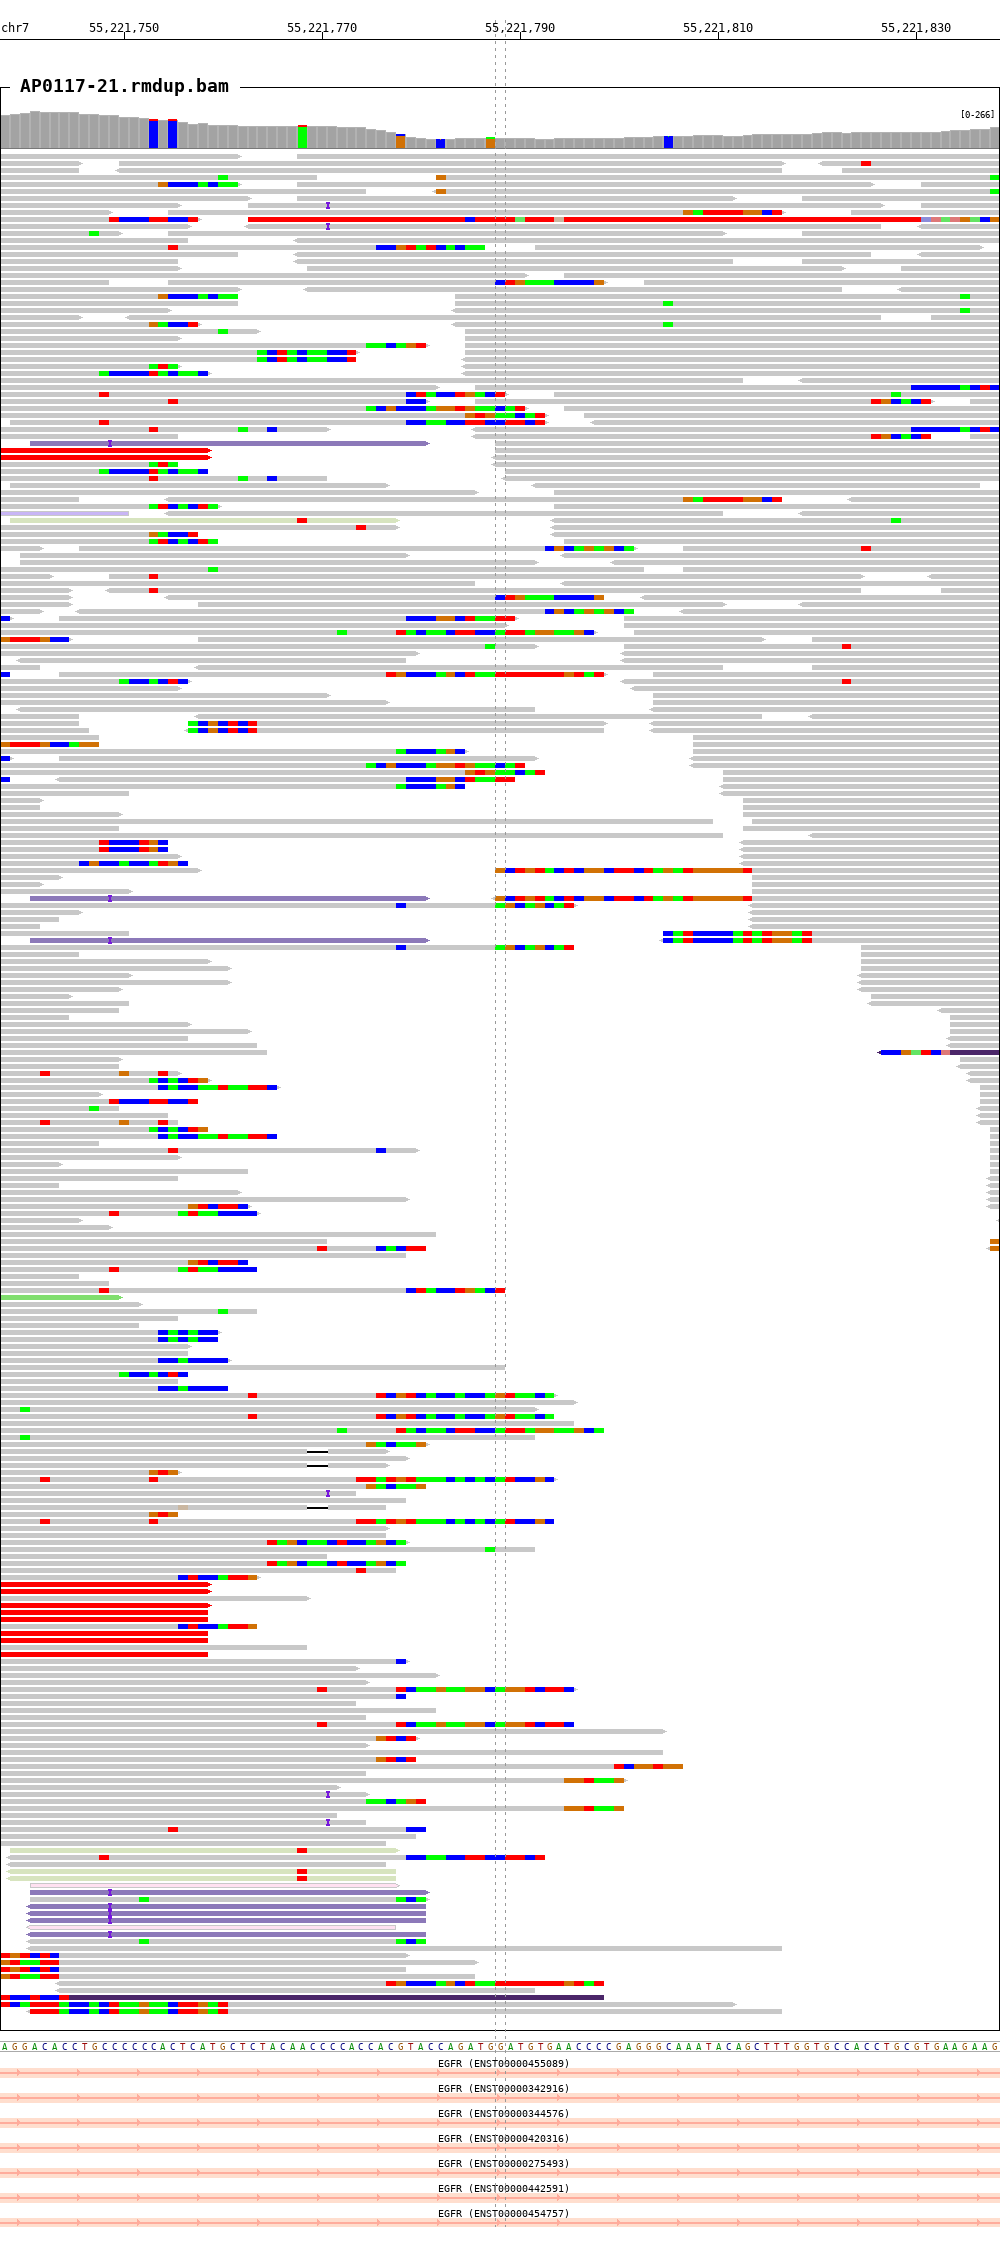 chr7 55,221,750 55,221,770 55,221,790 55,221,810 55,221,830
AP0117-21.rmdup.bam
[0-266]
AGGACACCTGCCCCCCACTCATGCTCTACAACCCCACCACGTACCAGATGGATGTGAACCCCGAGGGCAAATACAGCTTTGGTGCCACCTGCGTGAAGAAG
EGFR (ENST00000455089)
EGFR (ENST00000342916)
EGFR (ENST00000344576)
EGFR (ENST00000420316)
EGFR (ENST00000275493)
EGFR (ENST00000442591)
EGFR (ENST00000454757)